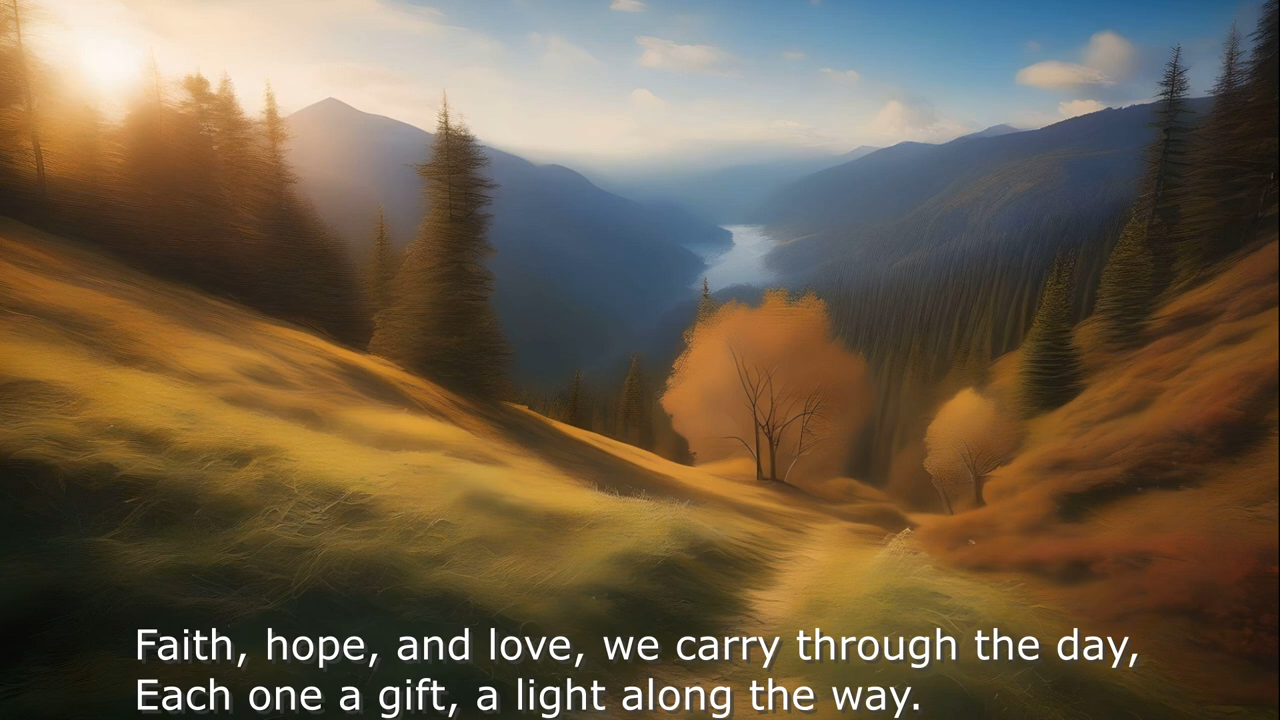 Faith, hope, and love, we carry through the day,
Each one a gift, a light along the way.